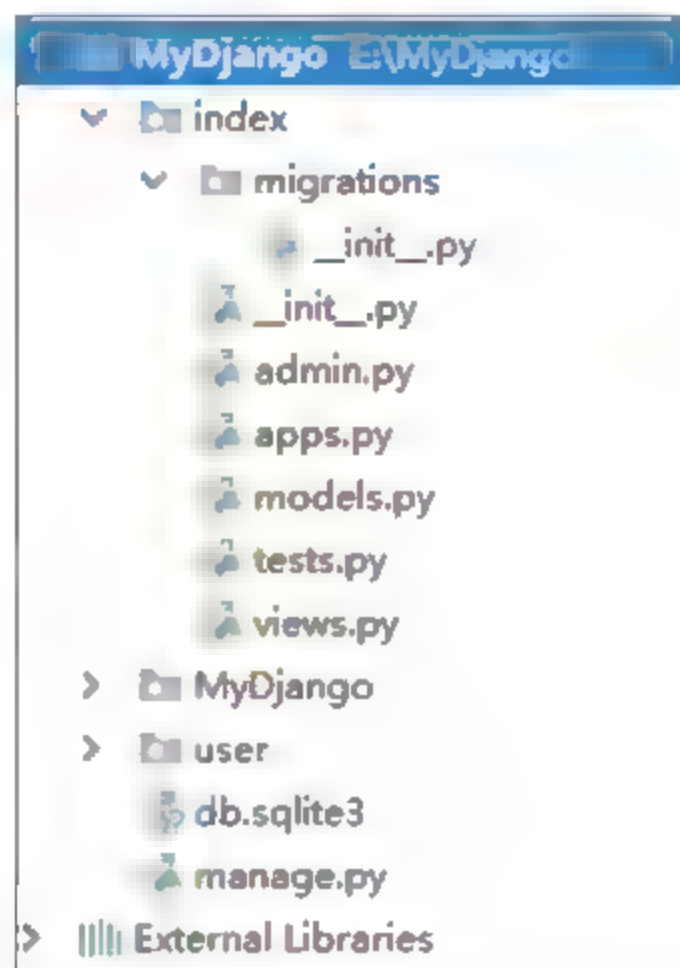 MyDjango E:\MyDjango
index
migrations
__init__.py
__init__.py
admin.py
apps.py
models.py
tests.py
views.py
MyDjango
user
db.sqlite3
manage.py
External Libraries